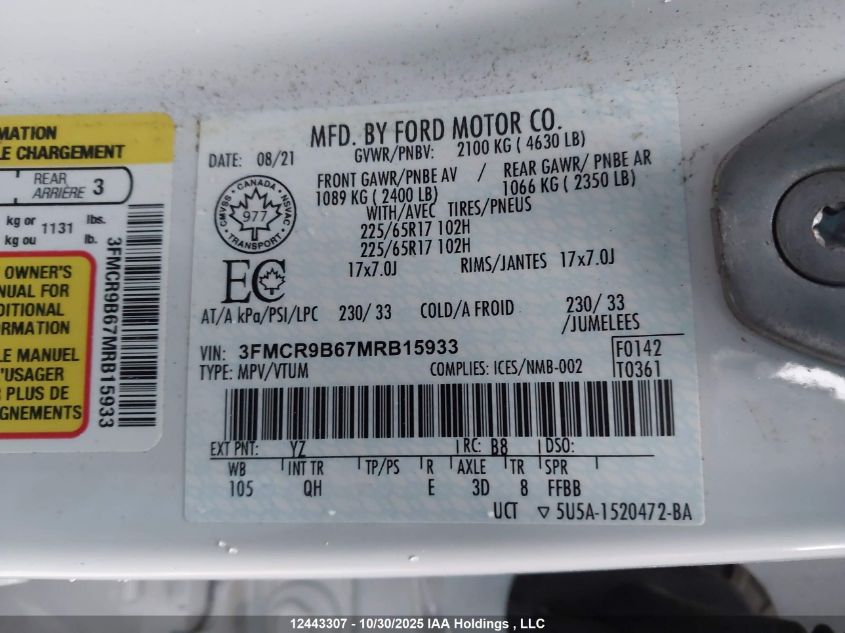 MATION
E CHARGEMENT
REAR
ARRIÈRE 3
kg or 1131 lbs.
kg ou lb.
OWNER'S
NUAL FOR
DITIONAL
ORMATION
LE MANUEL
'USAGER
R PLUS DE
GNEMENTS
3FMCR9B67MRB15933
MFD. BY FORD MOTOR CO.
DATE: 08/21 GVWR/PNBV: 2100 KG ( 4630 LB)
FRONT GAWR/PNBE AV / REAR GAWR/ PNBE AR
1089 KG ( 2400 LB) 1066 KG ( 2350 LB)
WITH/AVEC TIRES/PNEUS
225/65R17 102H
225/65R17 102H
17x7.0J RIMS/JANTES 17x7.0J
CANADA
CMVSS 977 NSVAC
TRANSPORT
EC
AT/A kPa/PSI/LPC 230/ 33 COLD/A FROID 230/ 33
/JUMELEES
VIN: 3FMCR9B67MRB15933 F0142
TYPE: MPV/VTUM COMPLIES: ICES/NMB-002 T0361
EXT PNT: YZ RC: B8 DSO:
WB INT TR TP/PS R AXLE TR SPR
105 QH E 3D 8 FFBB
UCT ▽ 5U5A-1520472-BA
12443307 - 10/30/2025 IAA Holdings , LLC